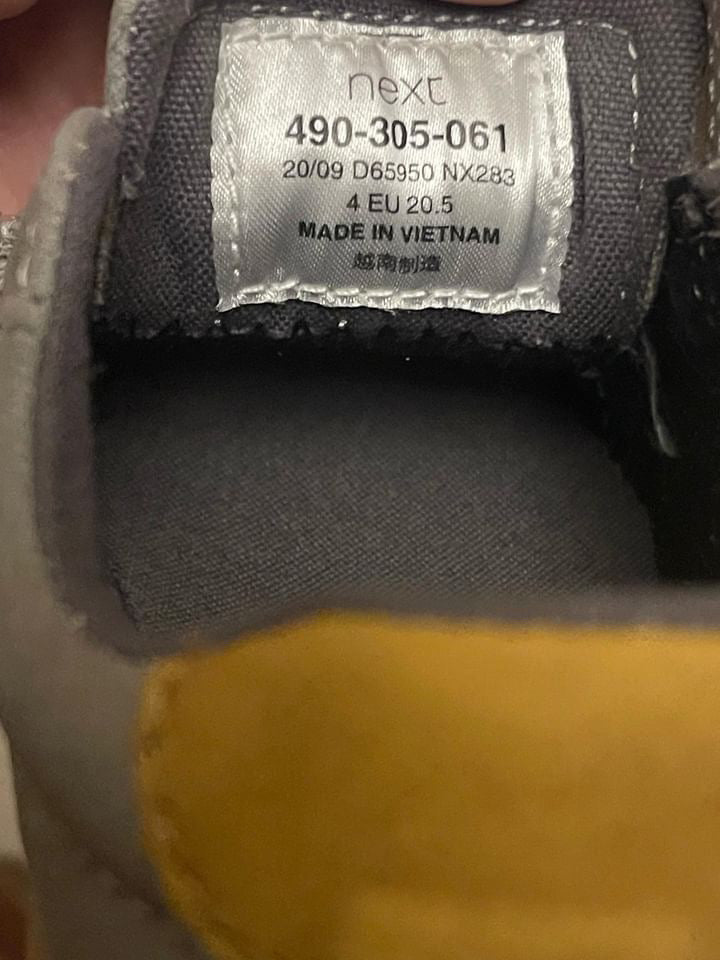 next
490-305-061
20/09 D65950 NX283
4 EU 20.5
MADE IN VIETNAM
越南制造